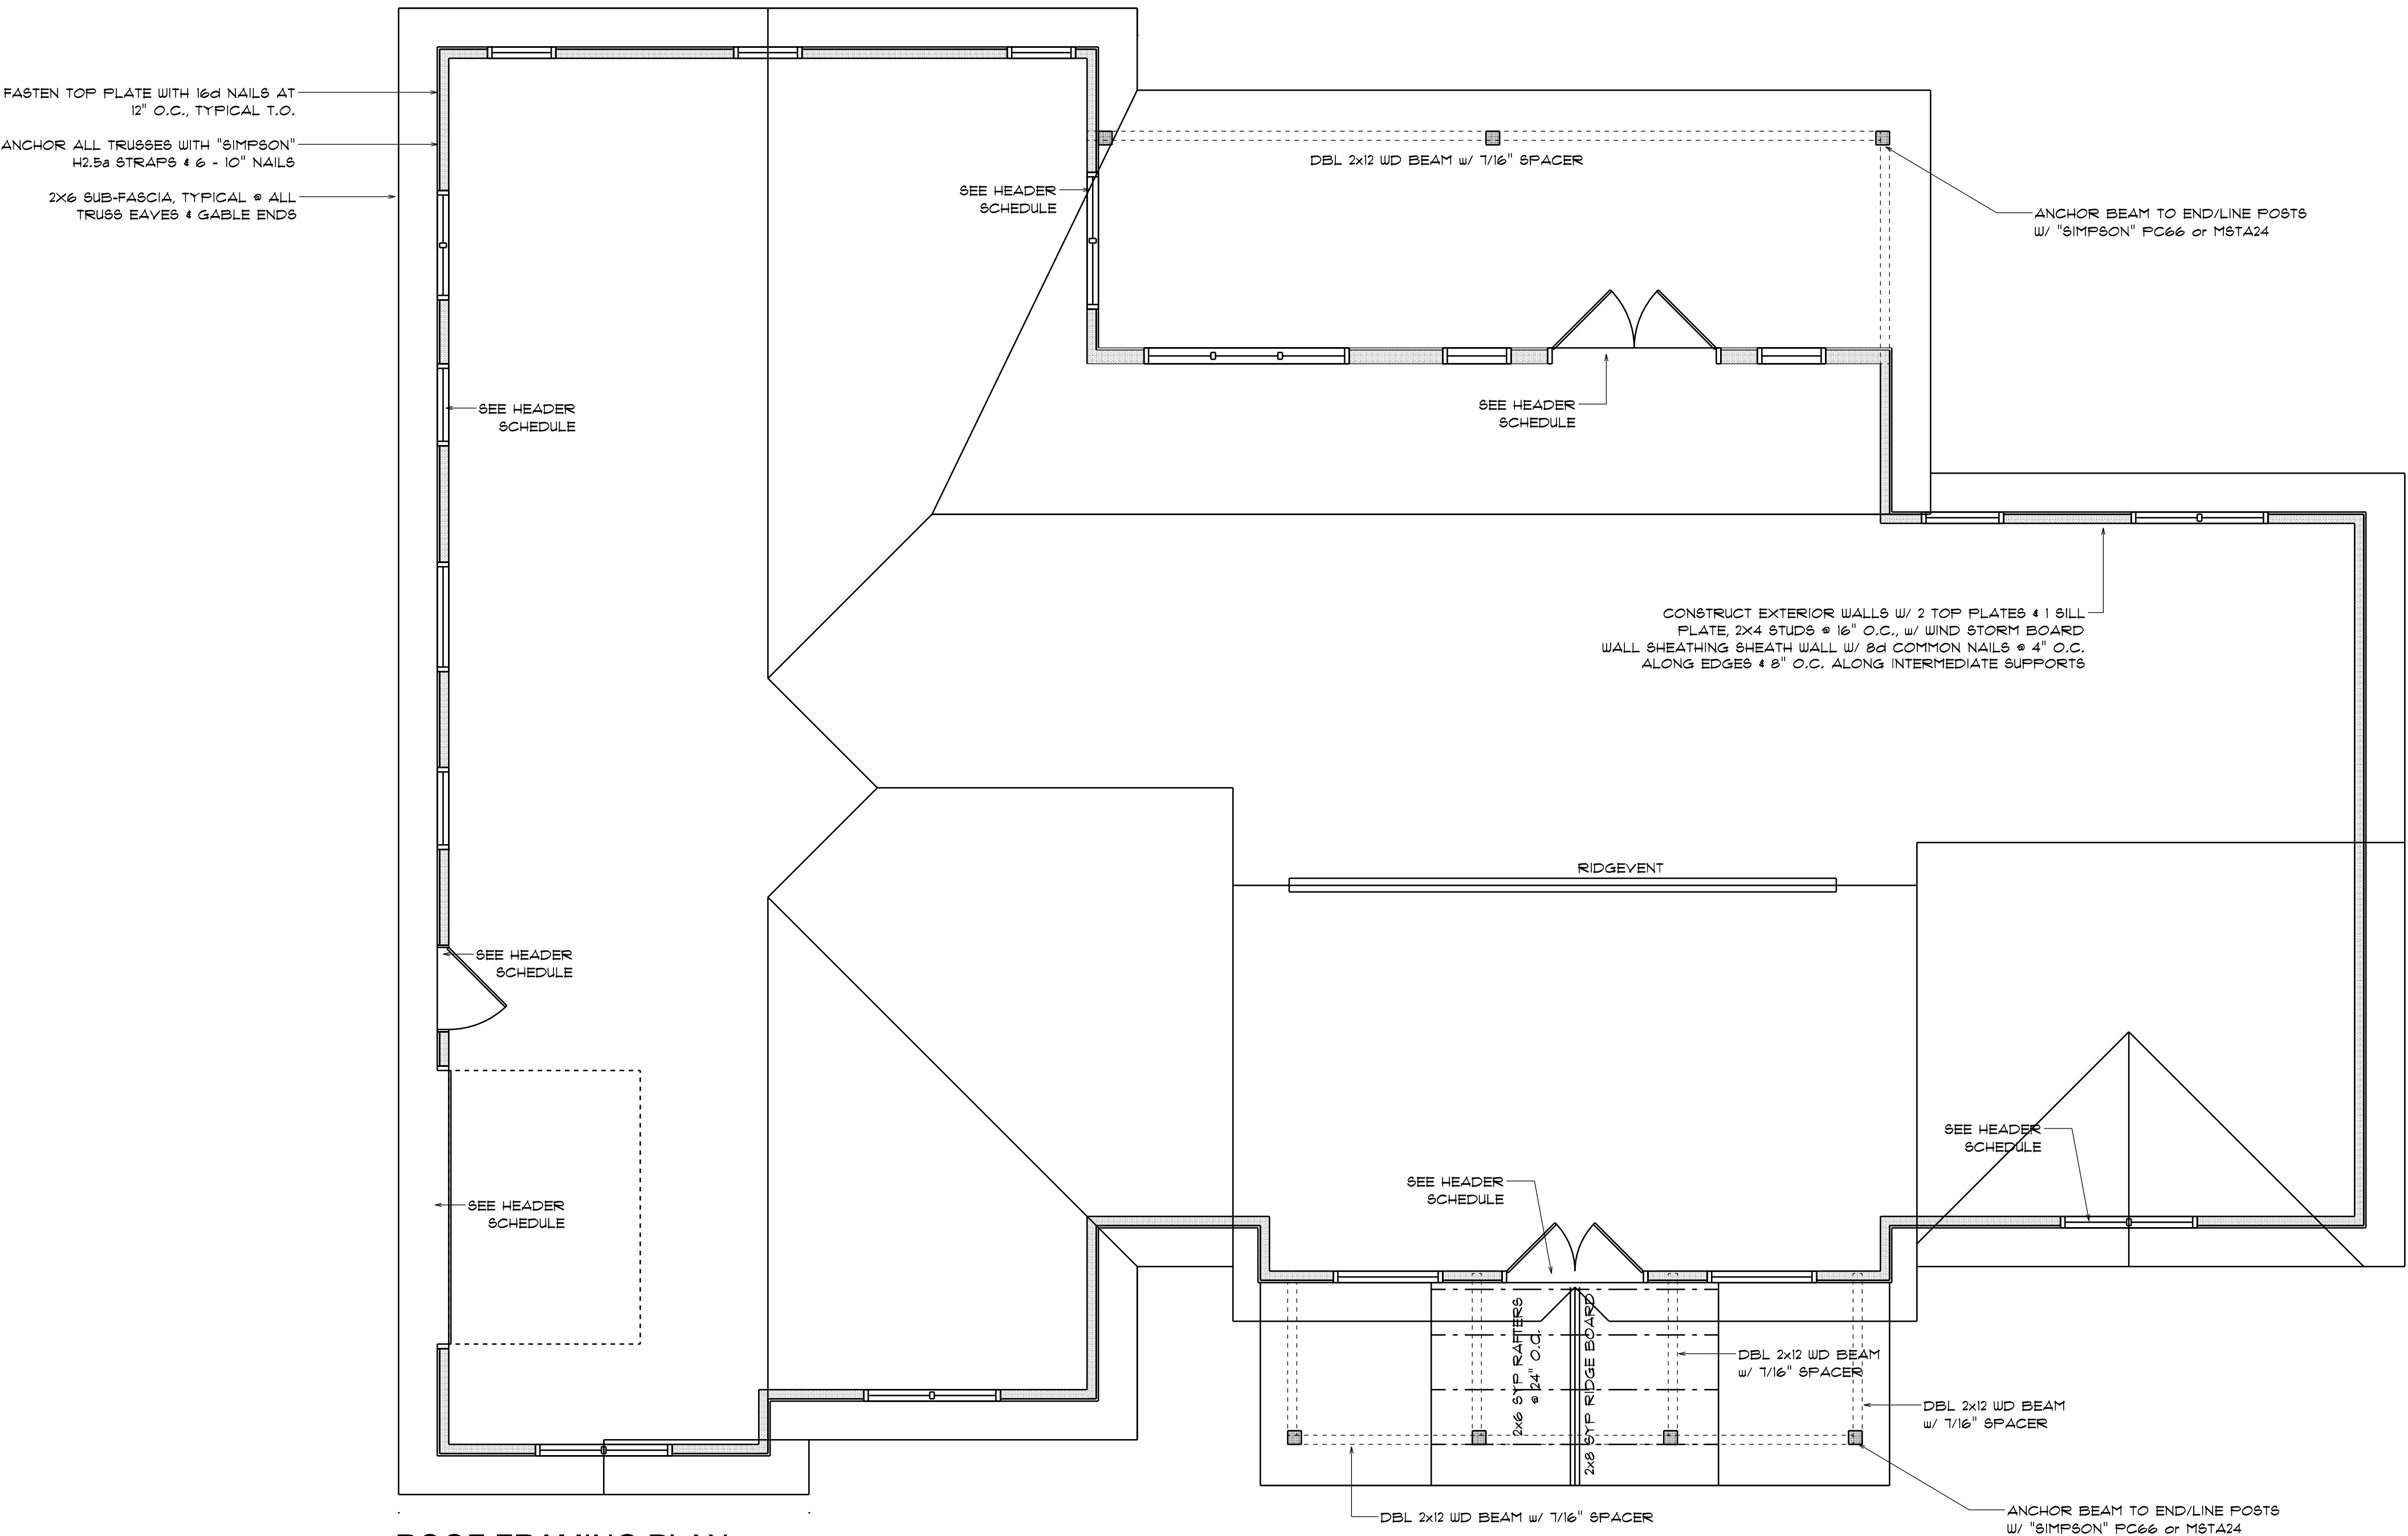 FASTEN TOP PLATE WITH 16d NAILS AT
12" O.C., TYPICAL T.O.
ANCHOR ALL TRUSSES WITH "SIMPSON"
H2.5a STRAPS & 6 - 10" NAILS
2X6 SUB-FASCIA, TYPICAL @ ALL
TRUSS EAVES & GABLE ENDS
DBL 2x12 WD BEAM w/ 7/16" SPACER
SEE HEADER
SCHEDULE
ANCHOR BEAM TO END/LINE POSTS
W/ "SIMPSON" PC66 or MSTA24
SEE HEADER
SCHEDULE
SEE HEADER
SCHEDULE
CONSTRUCT EXTERIOR WALLS W/ 2 TOP PLATES & 1 SILL
PLATE, 2X4 STUDS @ 16" O.C., w/ WIND STORM BOARD
WALL SHEATHING SHEATH WALL W/ 8d COMMON NAILS @ 4" O.C.
ALONG EDGES & 8" O.C. ALONG INTERMEDIATE SUPPORTS
RIDGEVENT
SEE HEADER
SCHEDULE
SEE HEADER
SCHEDULE
SEE HEADER
SCHEDULE
SEE HEADER
SCHEDULE
2x6 SYP RAFTERS
@ 24" O.C.
2x8 SYP RIDGE BOARD
DBL 2x12 WD BEAM
w/ 7/16" SPACER
DBL 2x12 WD BEAM
w/ 7/16" SPACER
DBL 2x12 WD BEAM w/ 7/16" SPACER
ANCHOR BEAM TO END/LINE POSTS
W/ "SIMPSON" PC66 or MSTA24
ROOF FRAMING PLAN